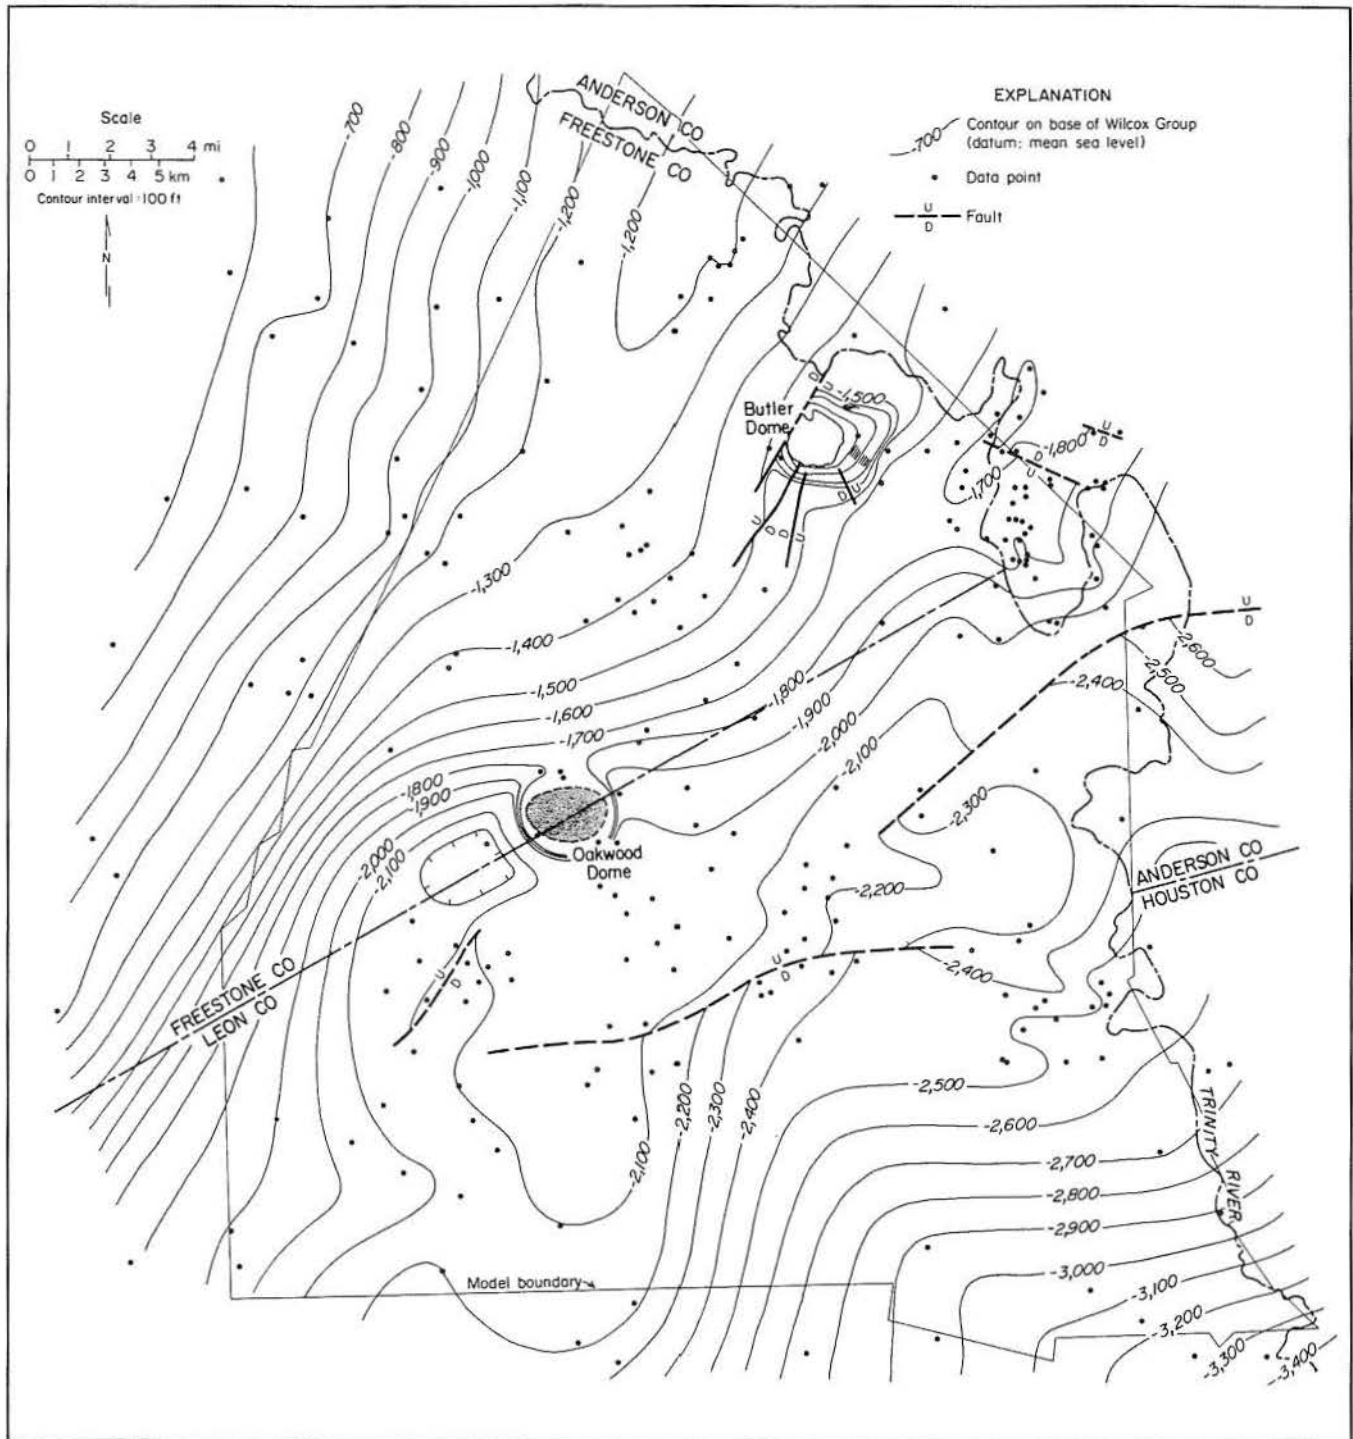 Scale
0 1 2 3 4 mi
0 1 2 3 4 5 km
Contour interval = 100 ft
N
EXPLANATION
-700
Contour on base of Wilcox Group
(datum: mean sea level)
Data point
U
D
Fault
ANDERSON CO
FREESTONE CO
-700
-800
-900
-1,000
-1,100
-1,200
-1,200
D
U
-1,500
Butler
Dome
D U
U
D
D
U
U
D
-1,800
D
U
-1,700
-1,300
-1,400
-1,500
-1,600
-1,700
-1,800
-1,900
-2,000
-2,100
U
D
-2,600
-2,500
-2,400
-1,800
-1,900
-2,000
-2,100
Oakwood
Dome
-2,300
-2,200
ANDERSON CO
HOUSTON CO
FREESTONE CO
LEON CO
U
D
U
D
-2,400
-2,100
-2,200
-2,300
-2,400
-2,500
-2,600
-2,700
-2,800
-2,900
-3,000
-3,100
-3,200
-3,300
-3,400
TRINITY
RIVER
Model boundary